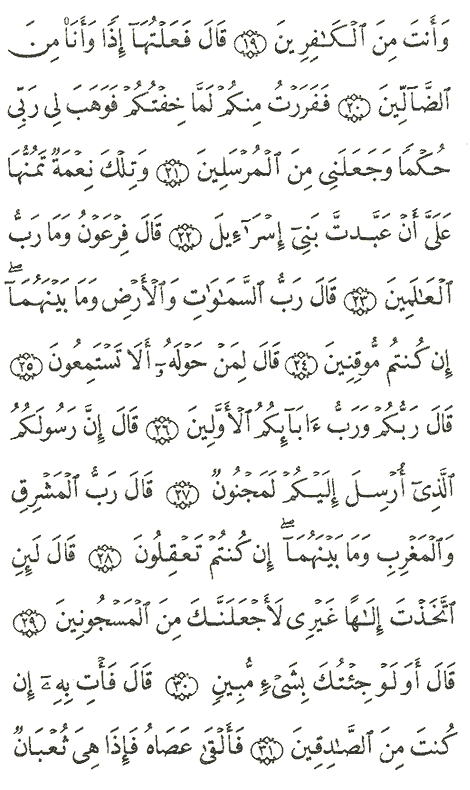 وَأَنتَ مِنَ ٱلْكَـٰفِرِينَ ۝١٩ قَالَ فَعَلْتُهَآ إِذًا وَأَنَا۠ مِنَ
ٱلضَّآلِّينَ ۝٢٠ فَفَرَرْتُ مِنكُمْ لَمَّا خِفْتُكُمْ فَوَهَبَ لِى رَبِّى
حُكْمًا وَجَعَلَنِى مِنَ ٱلْمُرْسَلِينَ ۝٢١ وَتِلْكَ نِعْمَةٌ تَمُنُّهَا
عَلَىَّ أَنْ عَبَّدتَّ بَنِىٓ إِسْرَٰٓءِيلَ ۝٢٢ قَالَ فِرْعَوْنُ وَمَا رَبُّ
ٱلْعَـٰلَمِينَ ۝٢٣ قَالَ رَبُّ ٱلسَّمَـٰوَٰتِ وَٱلْأَرْضِ وَمَا بَيْنَهُمَآ ۖ
إِن كُنتُم مُّوقِنِينَ ۝٢٤ قَالَ لِمَنْ حَوْلَهُۥٓ أَلَا تَسْتَمِعُونَ ۝٢٥
قَالَ رَبُّكُمْ وَرَبُّ ءَابَآئِكُمُ ٱلْأَوَّلِينَ ۝٢٦ قَالَ إِنَّ رَسُولَكُمُ
ٱلَّذِىٓ أُرْسِلَ إِلَيْكُمْ لَمَجْنُونٌ ۝٢٧ قَالَ رَبُّ ٱلْمَشْرِقِ
وَٱلْمَغْرِبِ وَمَا بَيْنَهُمَآ ۖ إِن كُنتُمْ تَعْقِلُونَ ۝٢٨ قَالَ لَئِنِ
ٱتَّخَذْتَ إِلَـٰهًا غَيْرِى لَأَجْعَلَنَّكَ مِنَ ٱلْمَسْجُونِينَ ۝٢٩
قَالَ أَوَلَوْ جِئْتُكَ بِشَىْءٍ مُّبِينٍ ۝٣٠ قَالَ فَأْتِ بِهِۦٓ إِن
كُنتَ مِنَ ٱلصَّـٰدِقِينَ ۝٣١ فَأَلْقَىٰ عَصَاهُ فَإِذَا هِىَ ثُعْبَانٌ